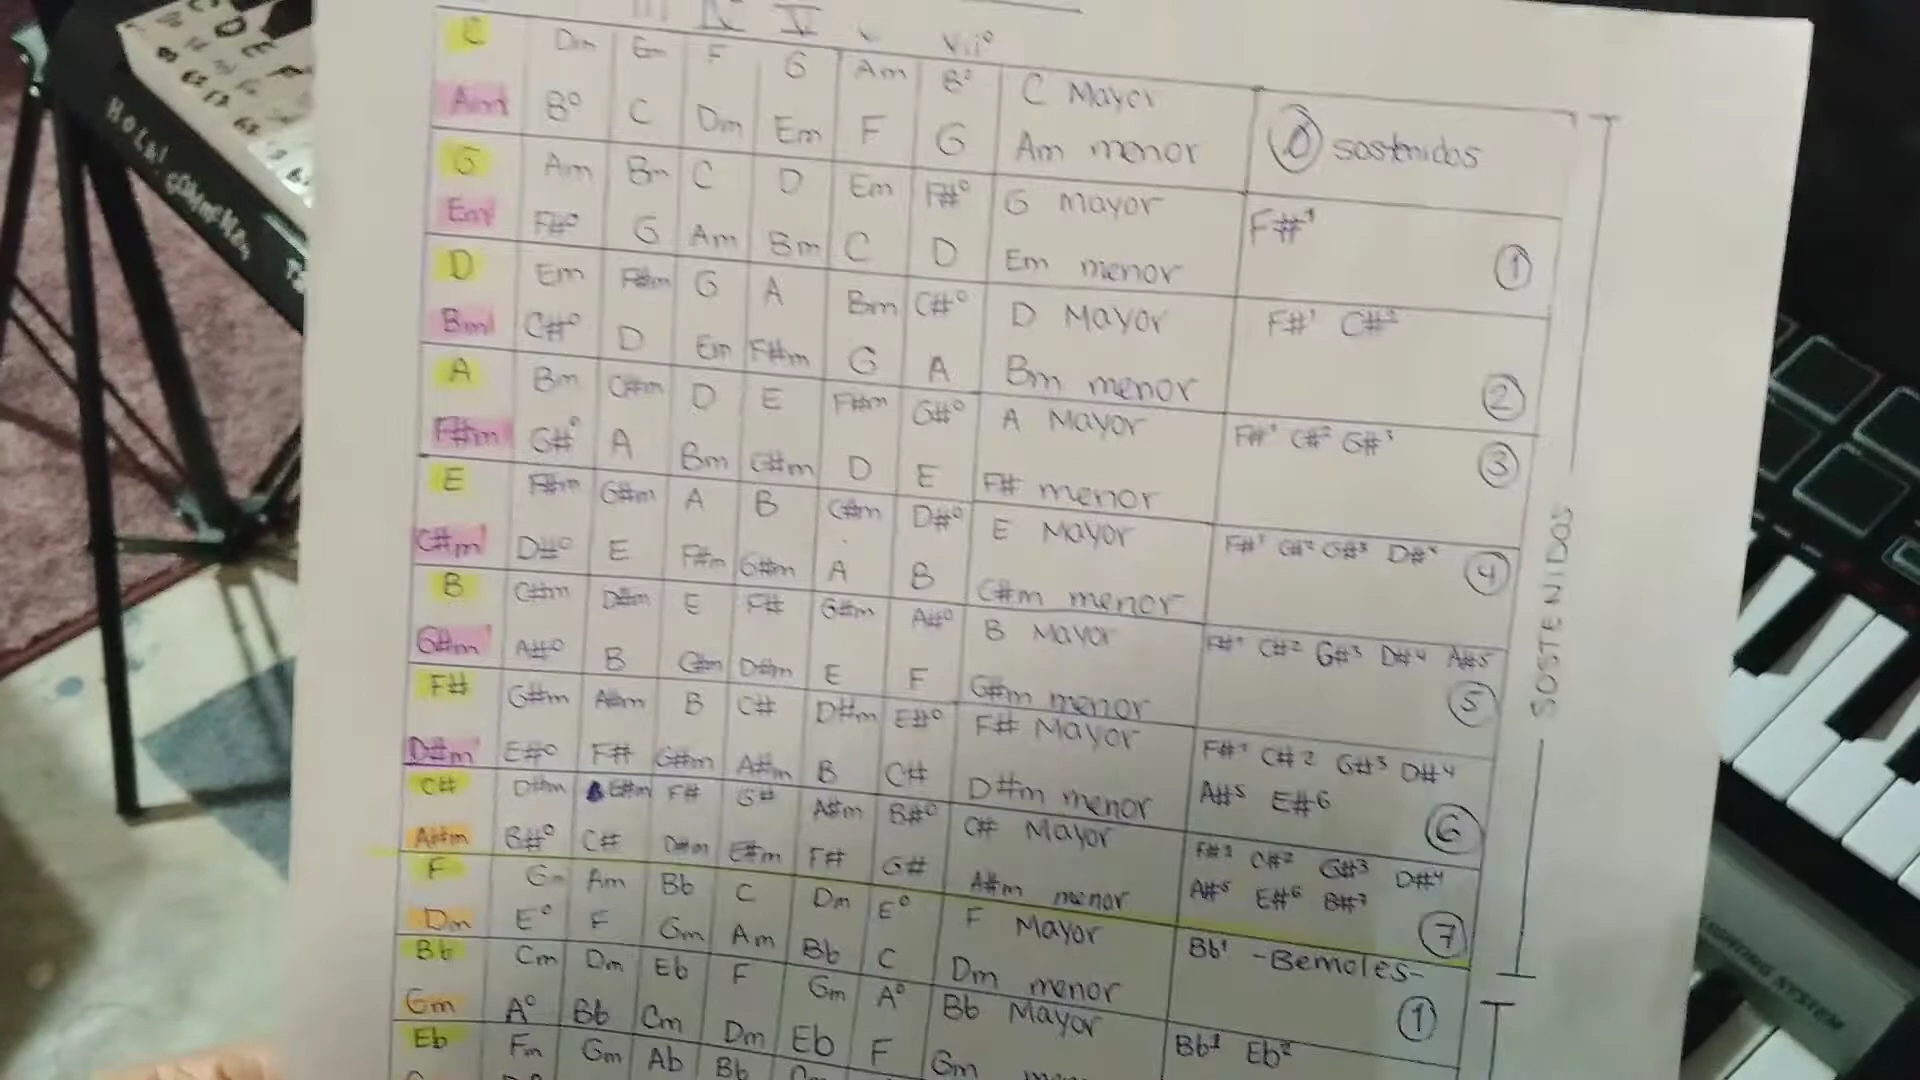 III IV V vii°
C Dm Em F G Am B° C Mayor
Am B° C Dm Em F G Am menor
Ø sostenidos
G Am Bm C D Em F#° G Mayor
Em F#° G Am Bm C D Em menor
F#¹
①
D Em F#m G A Bm C#° D Mayor
Bm C#° D Em F#m G A Bm menor
F#¹ C#²
②
A Bm C#m D E F#m G#° A Mayor
F#m G#° A Bm C#m D E F# menor
F#¹ C#² G#³
③
E F#m G#m A B C#m D#° E Mayor
C#m D#° E F#m G#m A B C#m menor
F#¹ C#² G#³ D#⁴
④
B C#m D#m E F# G#m A#° B Mayor
G#m A#° B C#m D#m E F G#m menor
F#¹ C#² G#³ D#⁴ A#5
⑤
F# G#m A#m B C# D#m E#° F# Mayor
D#m E#° F# G#m A#m B C# D#m menor
F#¹ C#² G#³ D#⁴
A#⁵ E#6
⑥
C# D#m E#m F# G# A#m B#° C# Mayor
A#m B#° C# D#m E#m F# G# A#m menor
F#¹ C#² G#³ D#⁴
A#⁵ E#⁶ B#⁷
⑦
F Gm Am Bb C Dm E° F Mayor
Dm E° F Gm Am Bb C Dm menor
Bb¹ -Bemoles-
①
Bb Cm Dm Eb F Gm A° Bb Mayor
Gm A° Bb Cm Dm Eb F Gm
Bb¹ Eb²
Eb Fm Gm Ab Bb
SOSTENIDOS
C D E